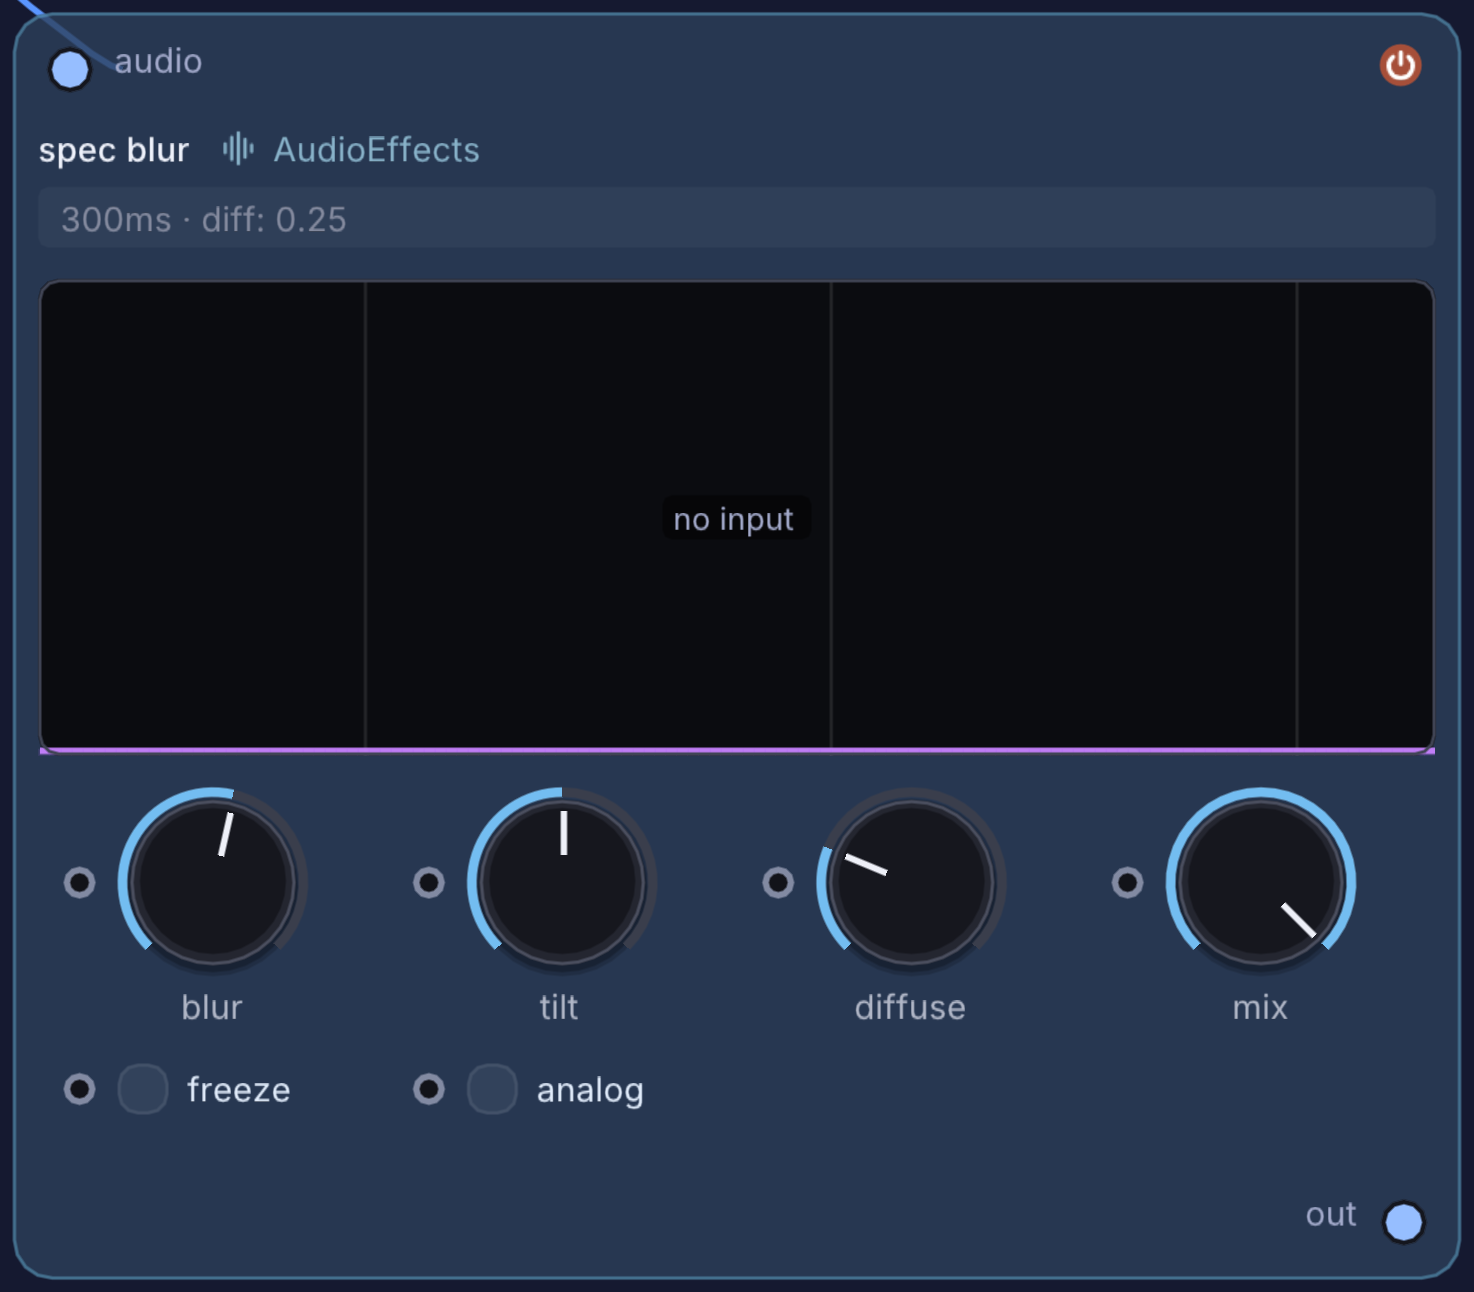 audio
spec blur AudioEffects
300ms · diff: 0.25
no input
blur tilt diffuse mix
freeze analog
out